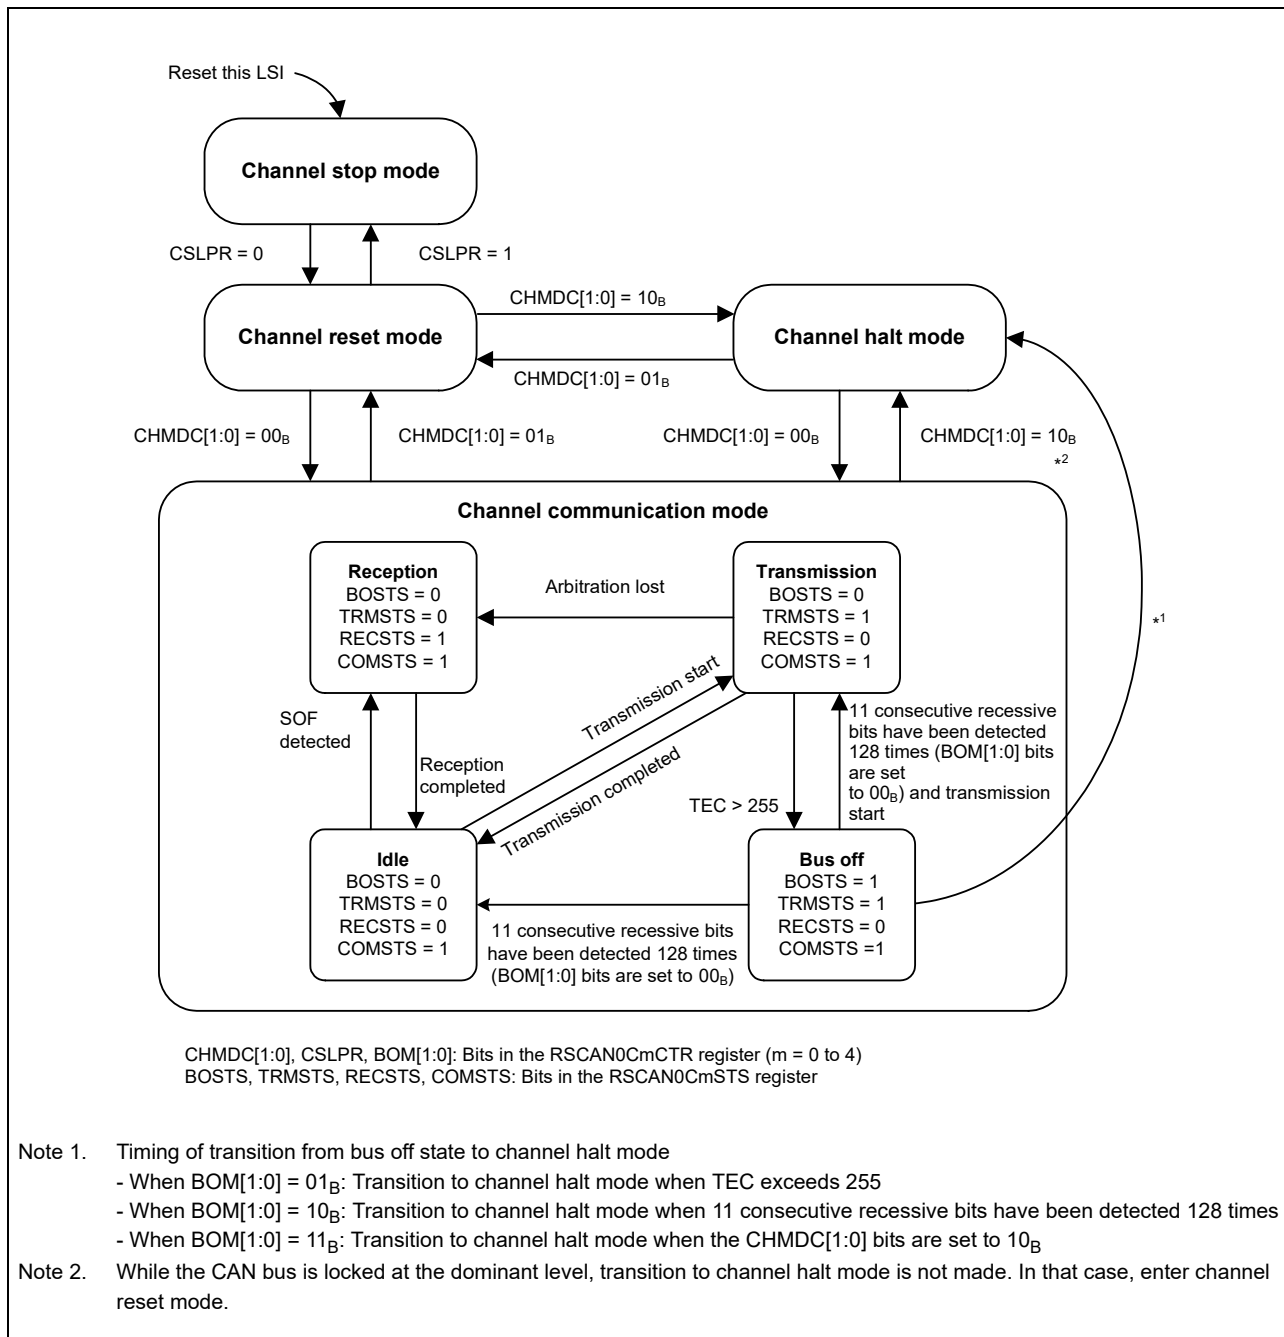 Reset this LSI
Channel stop mode
CSLPR = 0
CSLPR = 1
CHMDC[1:0] = 10B
Channel reset mode
Channel halt mode
CHMDC[1:0] = 01B
CHMDC[1:0] = 00B
CHMDC[1:0] = 01B
CHMDC[1:0] = 00B
CHMDC[1:0] = 10B
*2
Channel communication mode
Reception
BOSTS = 0
TRMSTS = 0
RECSTS = 1
COMSTS = 1
Arbitration lost
Transmission
BOSTS = 0
TRMSTS = 1
RECSTS = 0
COMSTS = 1
*1
SOF
detected
Reception
completed
Transmission start
Transmission completed
TEC > 255
11 consecutive recessive
bits have been detected
128 times (BOM[1:0] bits
are set
to 00B) and transmission
start
Idle
BOSTS = 0
TRMSTS = 0
RECSTS = 0
COMSTS = 1
11 consecutive recessive bits
have been detected 128 times
(BOM[1:0] bits are set to 00B)
Bus off
BOSTS = 1
TRMSTS = 1
RECSTS = 0
COMSTS =1
CHMDC[1:0], CSLPR, BOM[1:0]: Bits in the RSCAN0CmCTR register (m = 0 to 4)
BOSTS, TRMSTS, RECSTS, COMSTS: Bits in the RSCAN0CmSTS register
Note 1. Timing of transition from bus off state to channel halt mode
- When BOM[1:0] = 01B: Transition to channel halt mode when TEC exceeds 255
- When BOM[1:0] = 10B: Transition to channel halt mode when 11 consecutive recessive bits have been detected 128 times
- When BOM[1:0] = 11B: Transition to channel halt mode when the CHMDC[1:0] bits are set to 10B
Note 2. While the CAN bus is locked at the dominant level, transition to channel halt mode is not made. In that case, enter channel
reset mode.